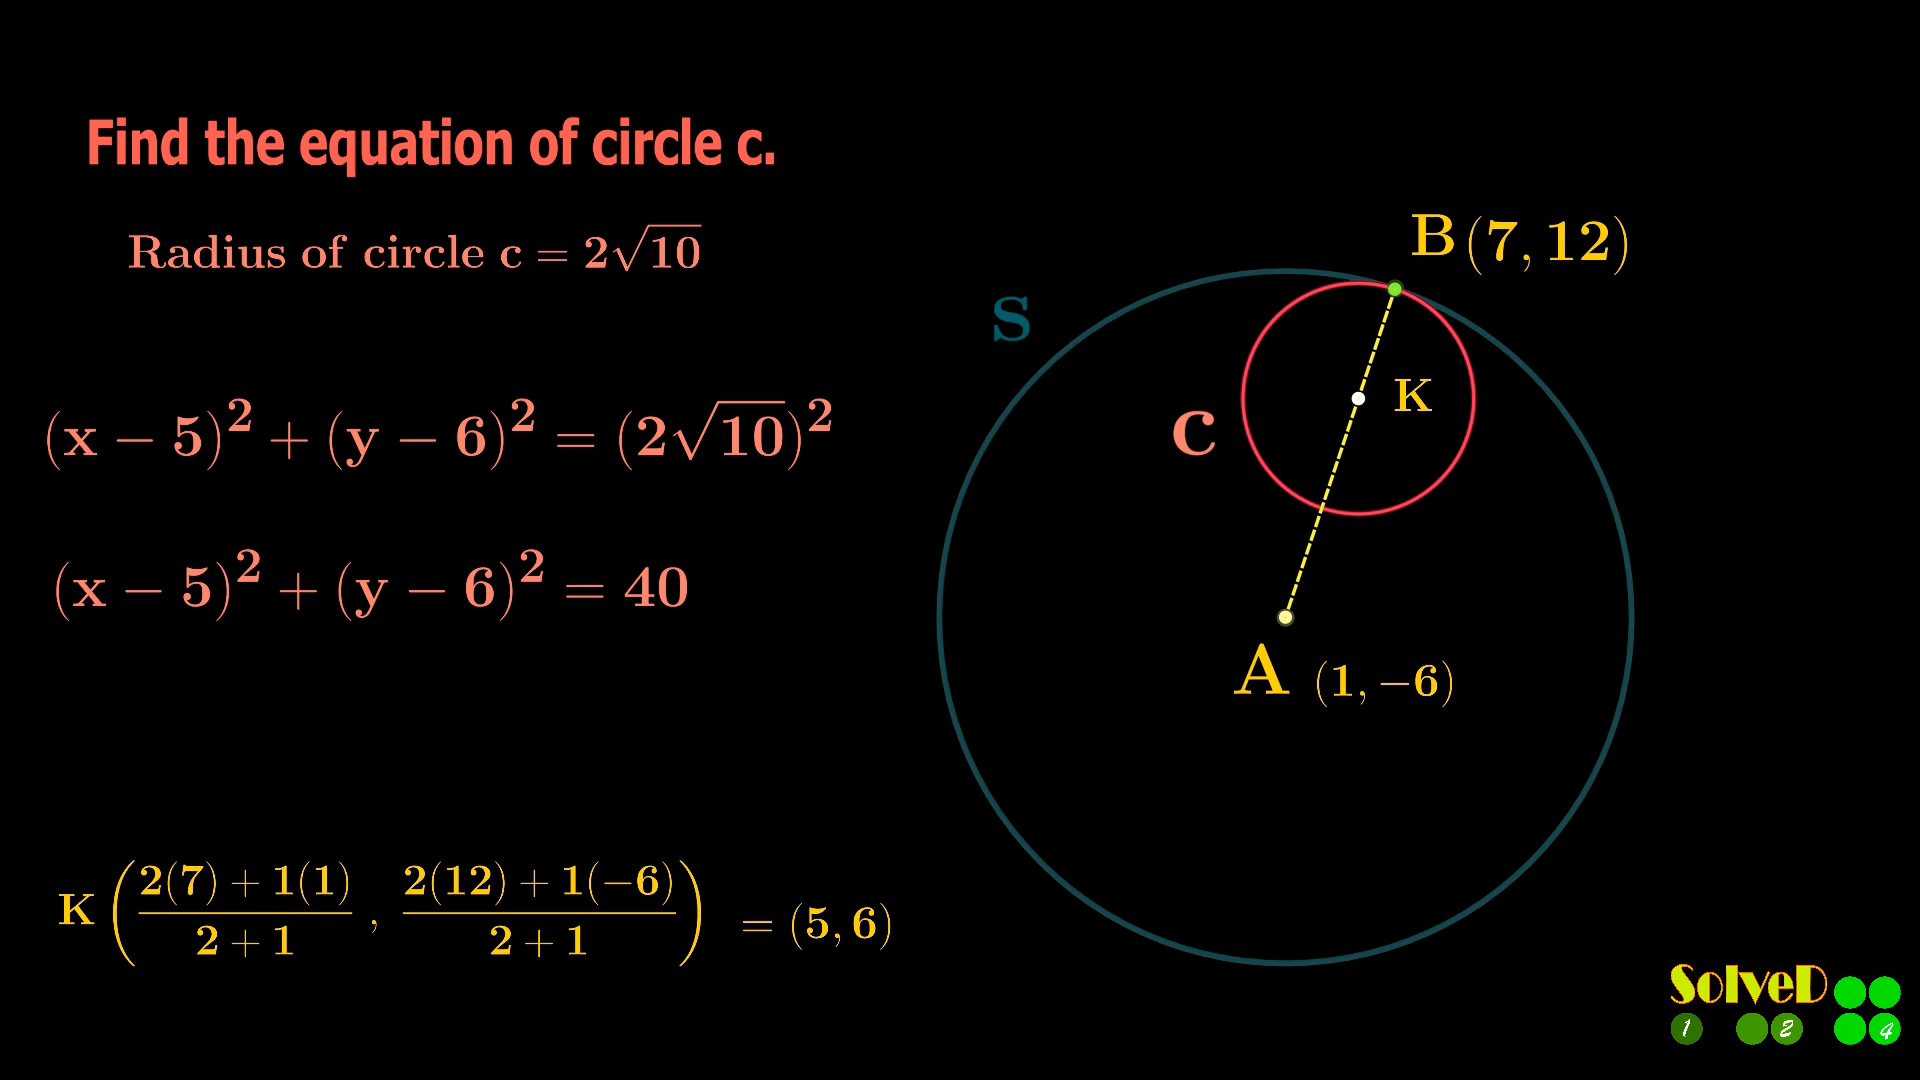 Find the equation of circle c.
Radius of circle c = 2√10
(x − 5)² + (y − 6)² = (2√10)²
(x − 5)² + (y − 6)² = 40
K (2(7) + 1(1) / 2 + 1 , 2(12) + 1(−6) / 2 + 1) = (5, 6)
B (7, 12)
S
K
C
A (1, −6)
SolveD
1 2 4